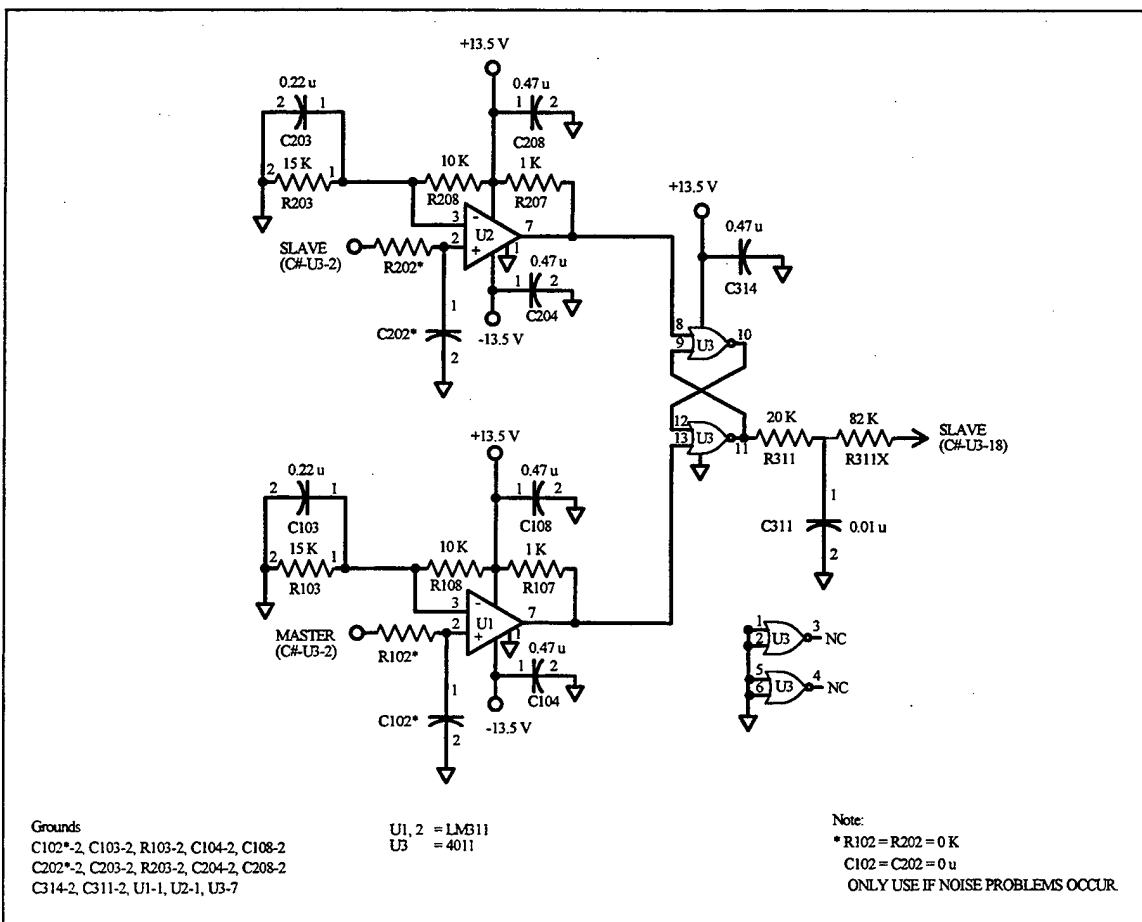 +13.5 V
0.22 u
2 1
C203
0.47 u
1 2
C208
15 K
2 1
R203
10 K
R208
1 K
R207
+13.5 V
3 -
U2
7
2 +
1
SLAVE
(C#-U3-2)
R202*
0.47 u
1 2
C204
0.47 u
C314
1
C202*
2
-13.5 V
8
9
U3
10
12
13
U3
11
20 K
R311
82 K
R311X
SLAVE
(C#-U3-18)
+13.5 V
0.22 u
2 1
C103
0.47 u
1 2
C108
1
C311
0.01 u
2
15 K
2 1
R103
10 K
R108
1 K
R107
3 -
U1
7
2 +
1
MASTER
(C#-U3-2)
R102*
0.47 u
1 2
C104
1
C102*
2
-13.5 V
1
2
U3
3
NC
5
6
U3
4
NC
Grounds
C102*-2, C103-2, R103-2, C104-2, C108-2
C202*-2, C203-2, R203-2, C204-2, C208-2
C314-2, C311-2, U1-1, U2-1, U3-7
U1, 2 = LM311
U3 = 4011
Note:
* R102 = R202 = 0 K
C102 = C202 = 0 u
ONLY USE IF NOISE PROBLEMS OCCUR.